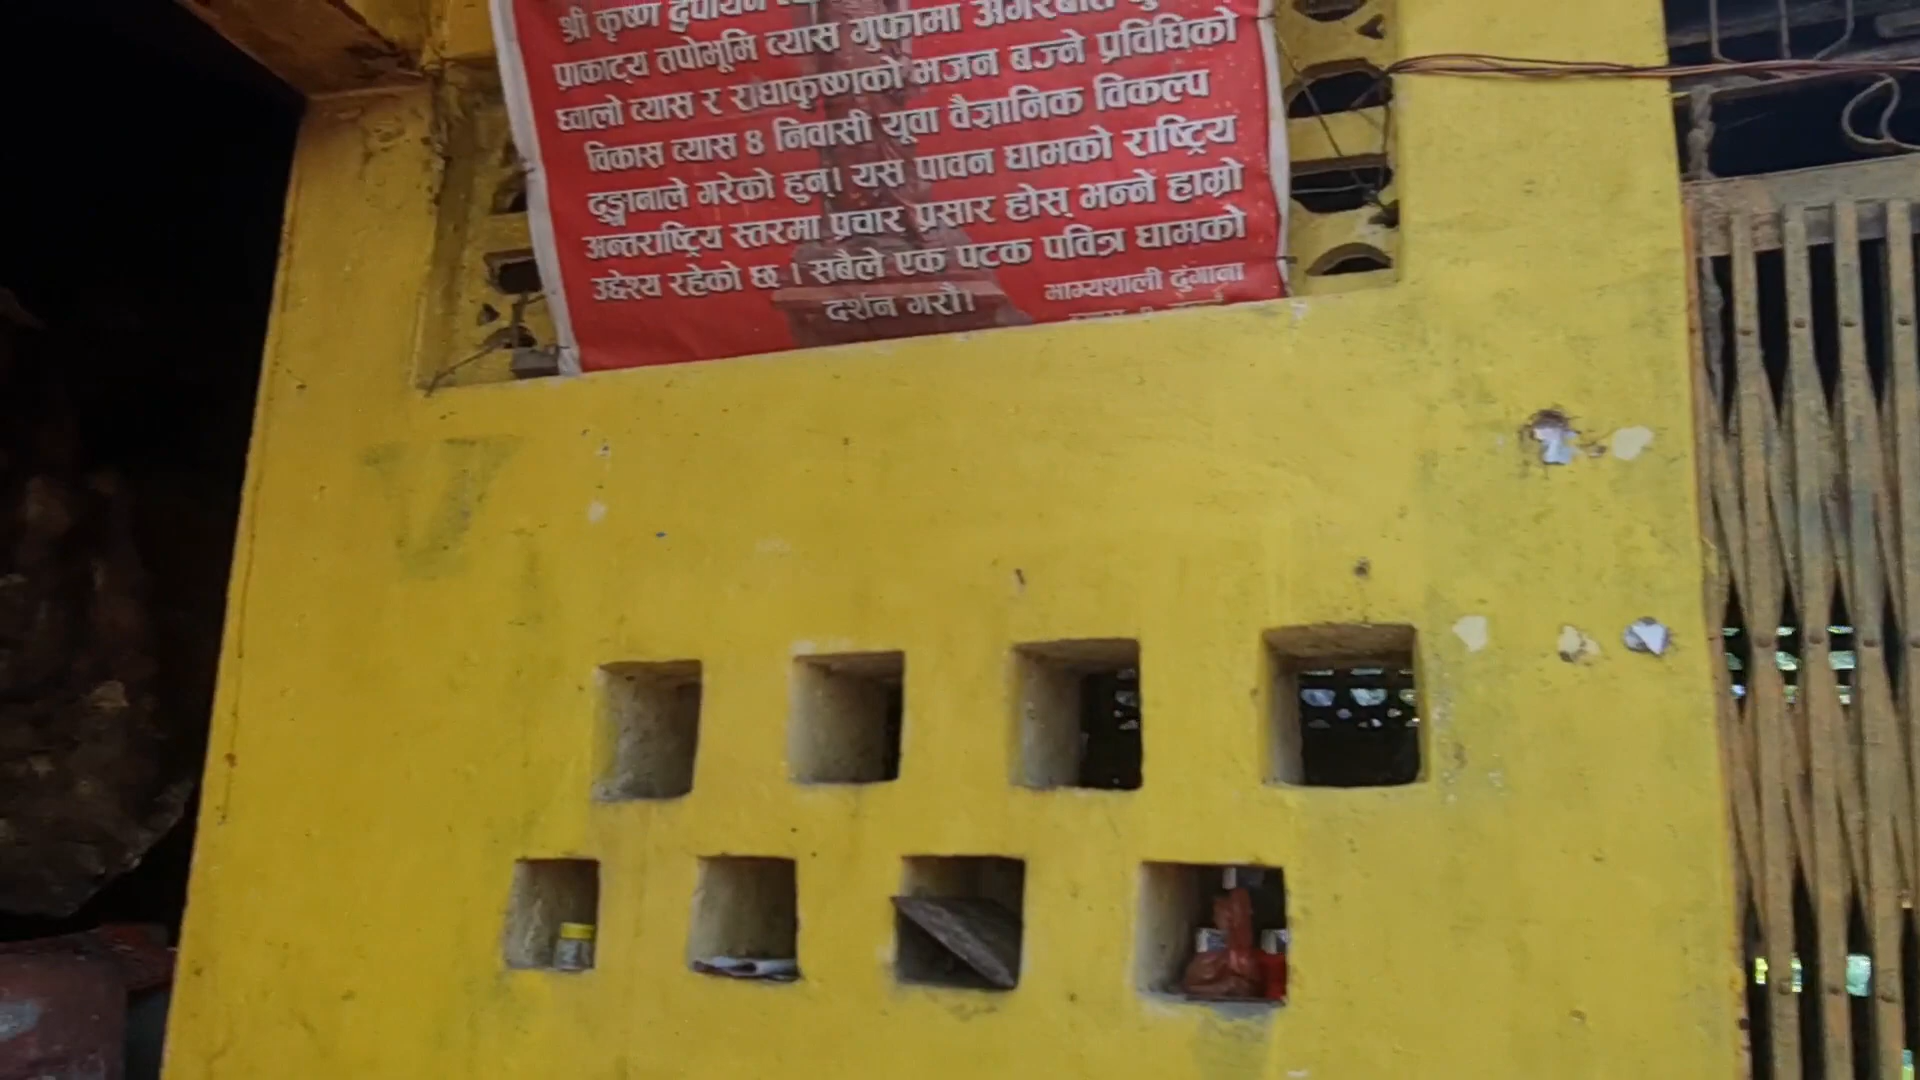 श्री कृष्ण द्वैपायन
प्राकाट्य तपोभूमि व्यास गुफामा अगरबत्ति
ध्वालो व्यास र राधाकृष्णको भजन बज्ने प्रविधिको
विकास व्यास ४ निवासी यूवा वैज्ञानिक विकल्प
दुङ्गानाले गरेको हुन्। यस पावन धामको राष्ट्रिय
अन्तराष्ट्रिय स्तरमा प्रचार प्रसार होस् भन्ने हाम्रो
उद्देश्य रहेको छ । सबैले एक पटक पवित्र धामको
दर्शन गरौं।
भाग्यशाली दुंगाना